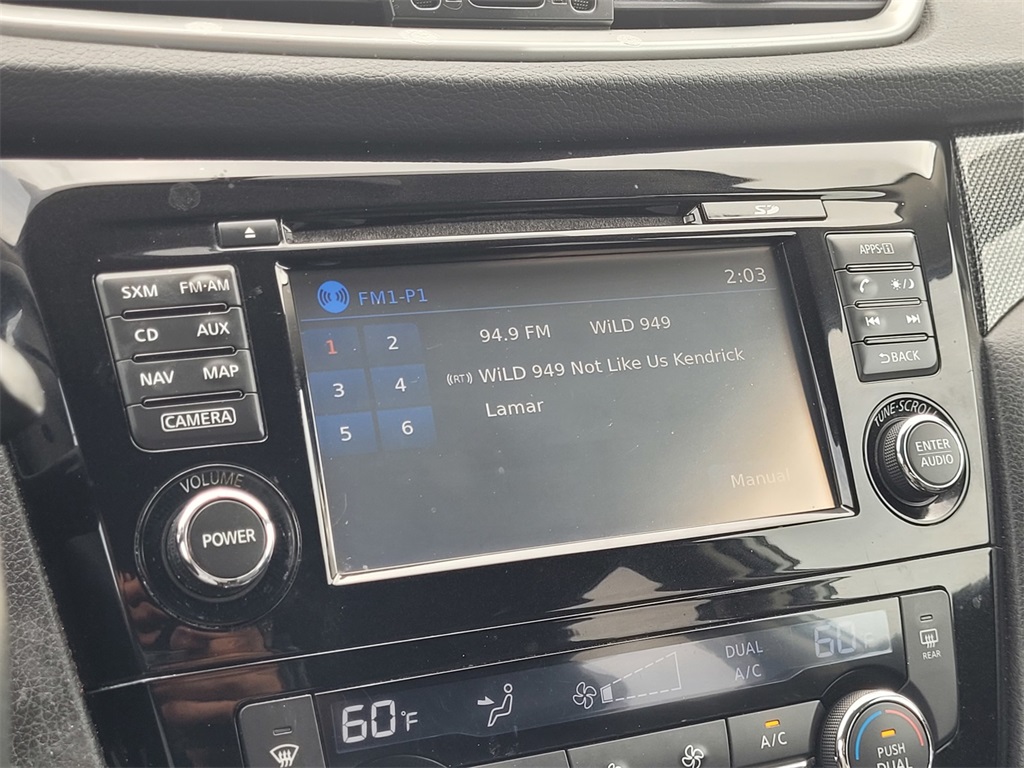 SD
APPS·i
SXM FM·AM
CD AUX
NAV MAP
CAMERA
FM1-P1 2:03
1 2
3 4
5 6
94.9 FM WiLD 949
((RT)) WiLD 949 Not Like Us Kendrick
Lamar
Manual
BACK
TUNE·SCROLL
ENTER
AUDIO
VOLUME
POWER
60°F
DUAL
A/C
60°F
REAR
A/C
PUSH
DUAL